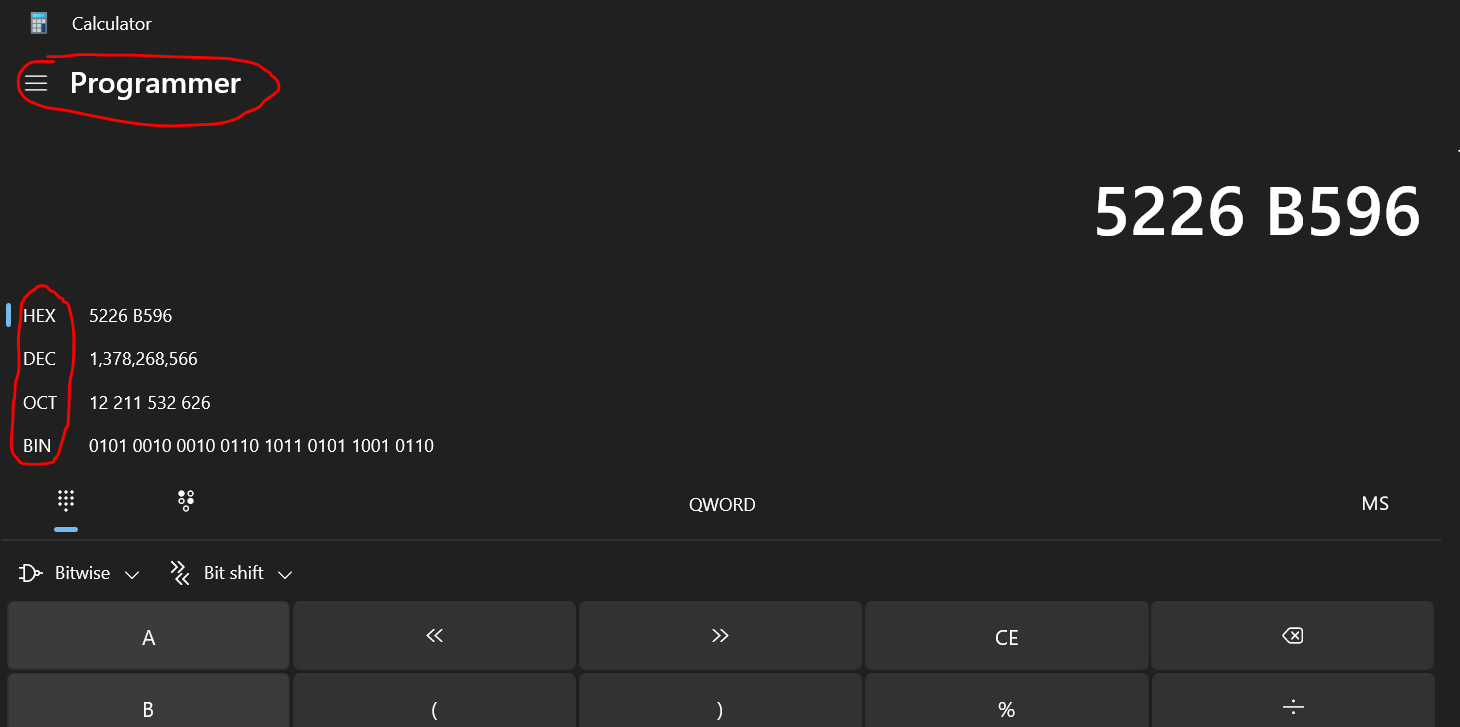 Calculator
Programmer
5226 B596
HEX 5226 B596
DEC 1,378,268,566
OCT 12 211 532 626
BIN 0101 0010 0010 0110 1011 0101 1001 0110
QWORD MS
Bitwise Bit shift
A « » CE
B ( ) % ÷